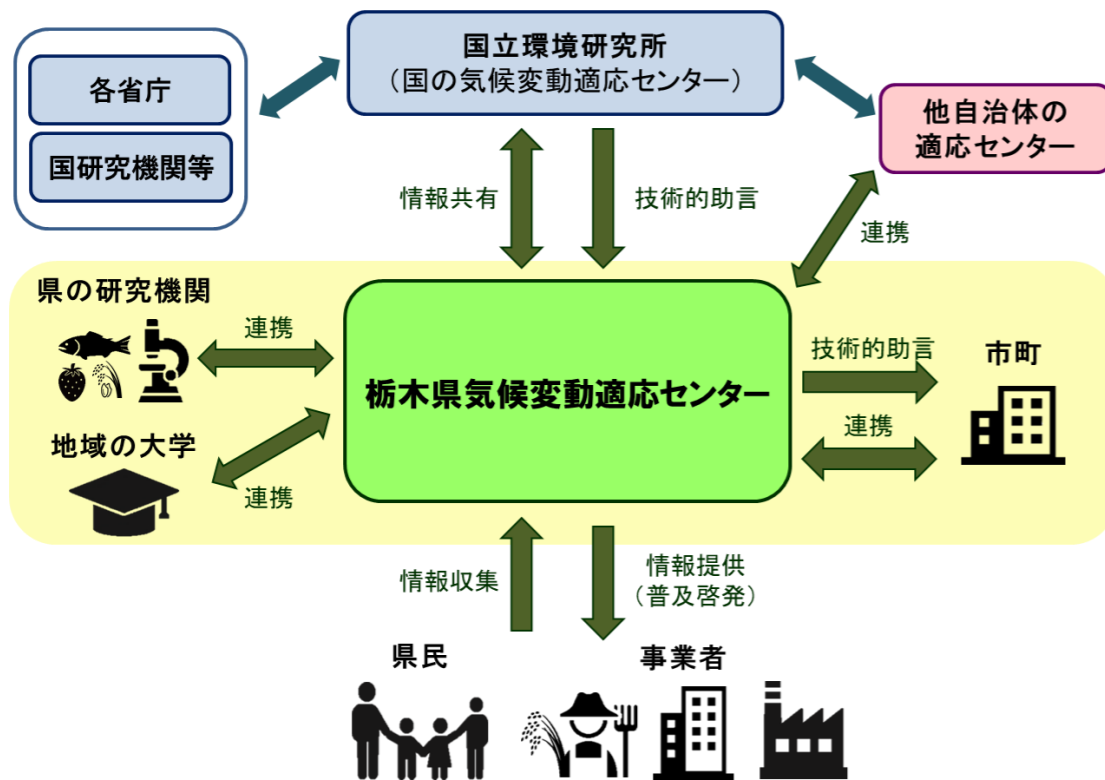 各省庁
国研究機関等
国立環境研究所
（国の気候変動適応センター）
他自治体の
適応センター
情報共有
技術的助言
連携
県の研究機関
連携
地域の大学
連携
栃木県気候変動適応センター
技術的助言
市町
連携
情報収集
情報提供
（普及啓発）
県民
事業者